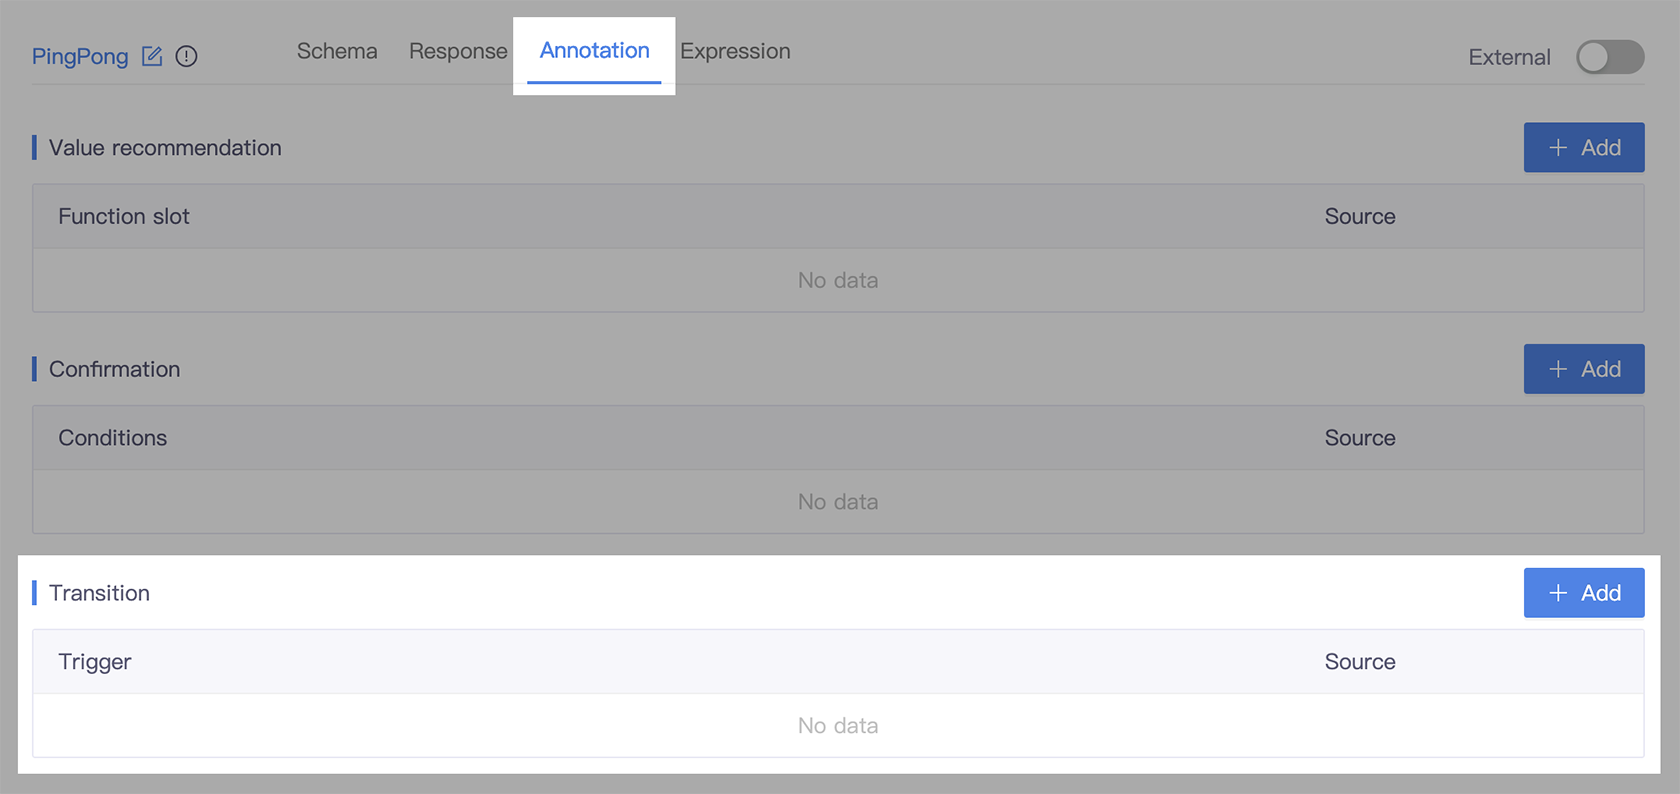 PingPong Schema Response Annotation Expression External
Value recommendation + Add
Function slot Source
No data
Confirmation + Add
Conditions Source
No data
Transition + Add
Trigger Source
No data